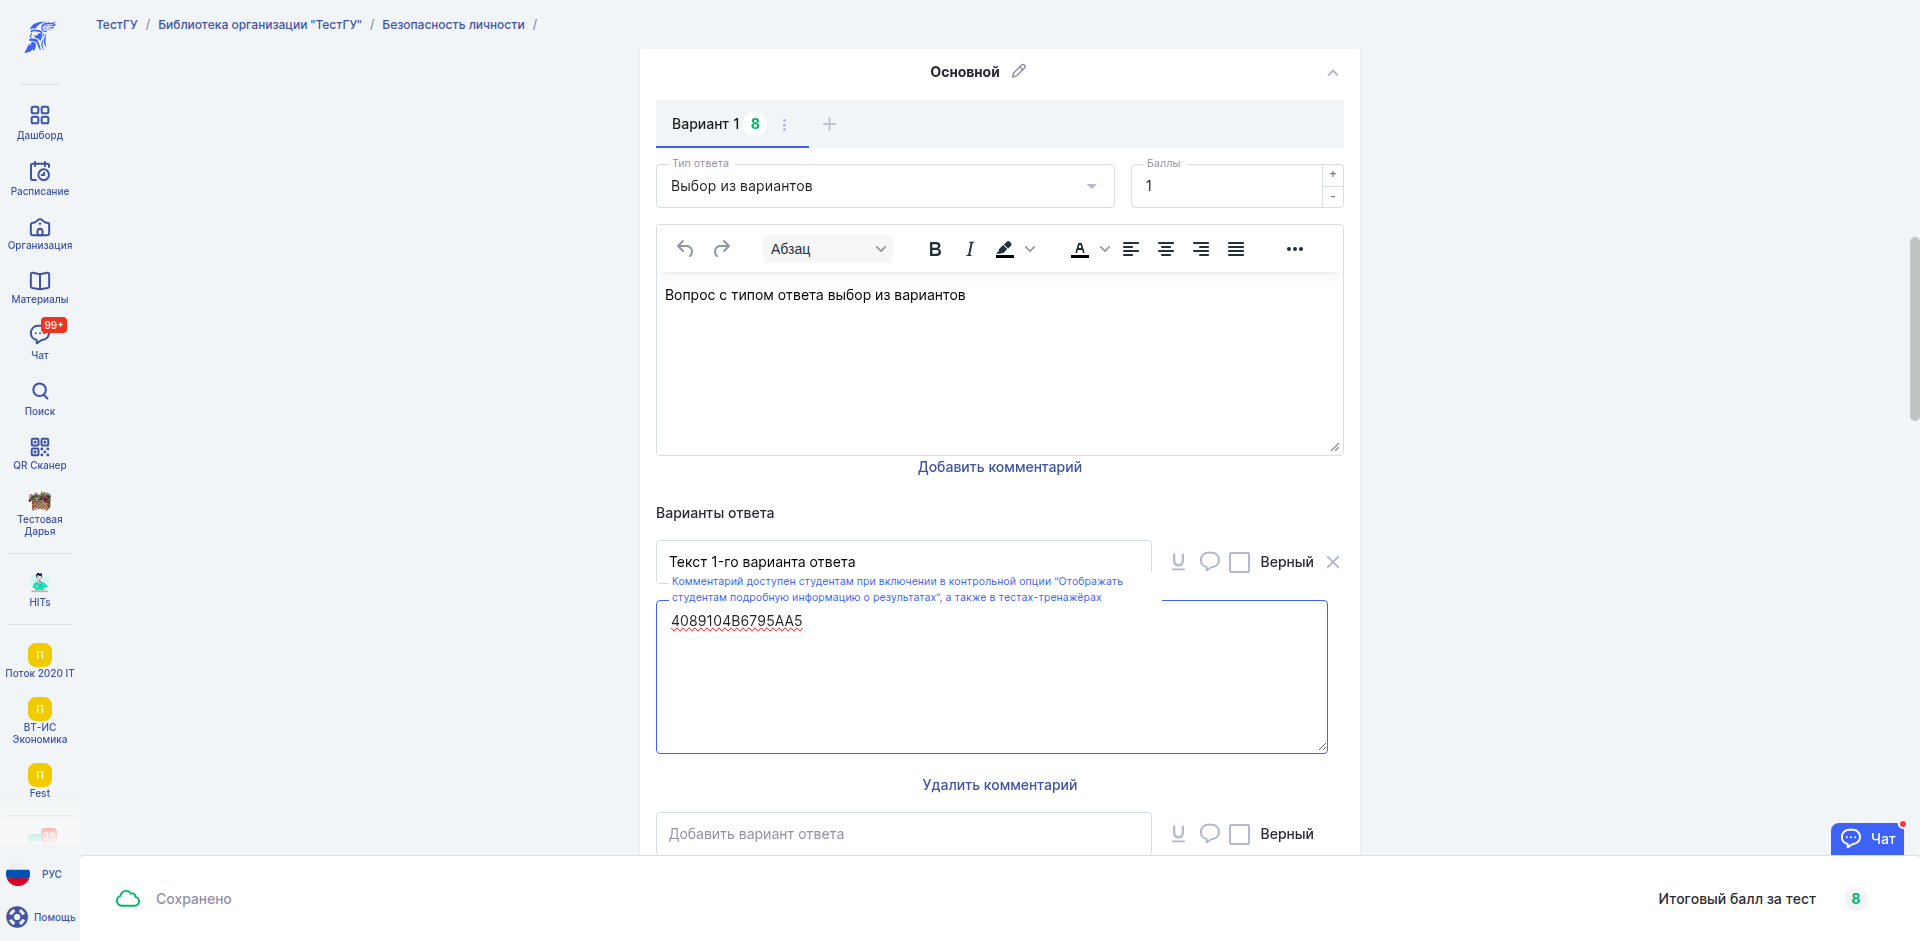 ТестГУ / Библиотека организации "ТестГУ" / Безопасность личности /
Дашборд
Расписание
Организация
Материалы
99+
Чат
Поиск
QR Сканер
Тестовая
Дарья
HITs
П
Поток 2020 IT
П
ВТ-ИС
Экономика
П
Fest
28
РУС
Помощь
Основной
Вариант 1 8
Тип ответа
Выбор из вариантов
Баллы
1
+
-
Абзац
B I A
Вопрос с типом ответа выбор из вариантов
Добавить комментарий
Варианты ответа
Текст 1-го варианта ответа
U Верный
Комментарий доступен студентам при включении в контрольной опции "Отображать
студентам подробную информацию о результатах", а также в тестах-тренажёрах
4089104B6795AA5
Удалить комментарий
Добавить вариант ответа
U Верный
Чат
Сохранено
Итоговый балл за тест 8